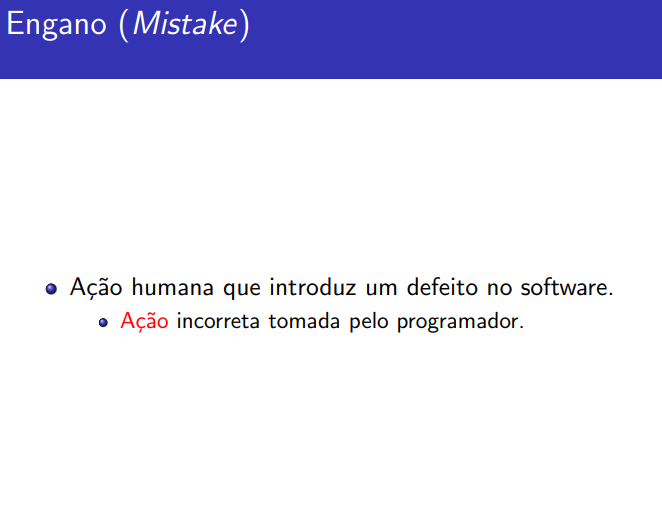 Engano (Mistake)
Ação humana que introduz um defeito no software.
Ação incorreta tomada pelo programador.